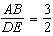 AB/DE = 3/2